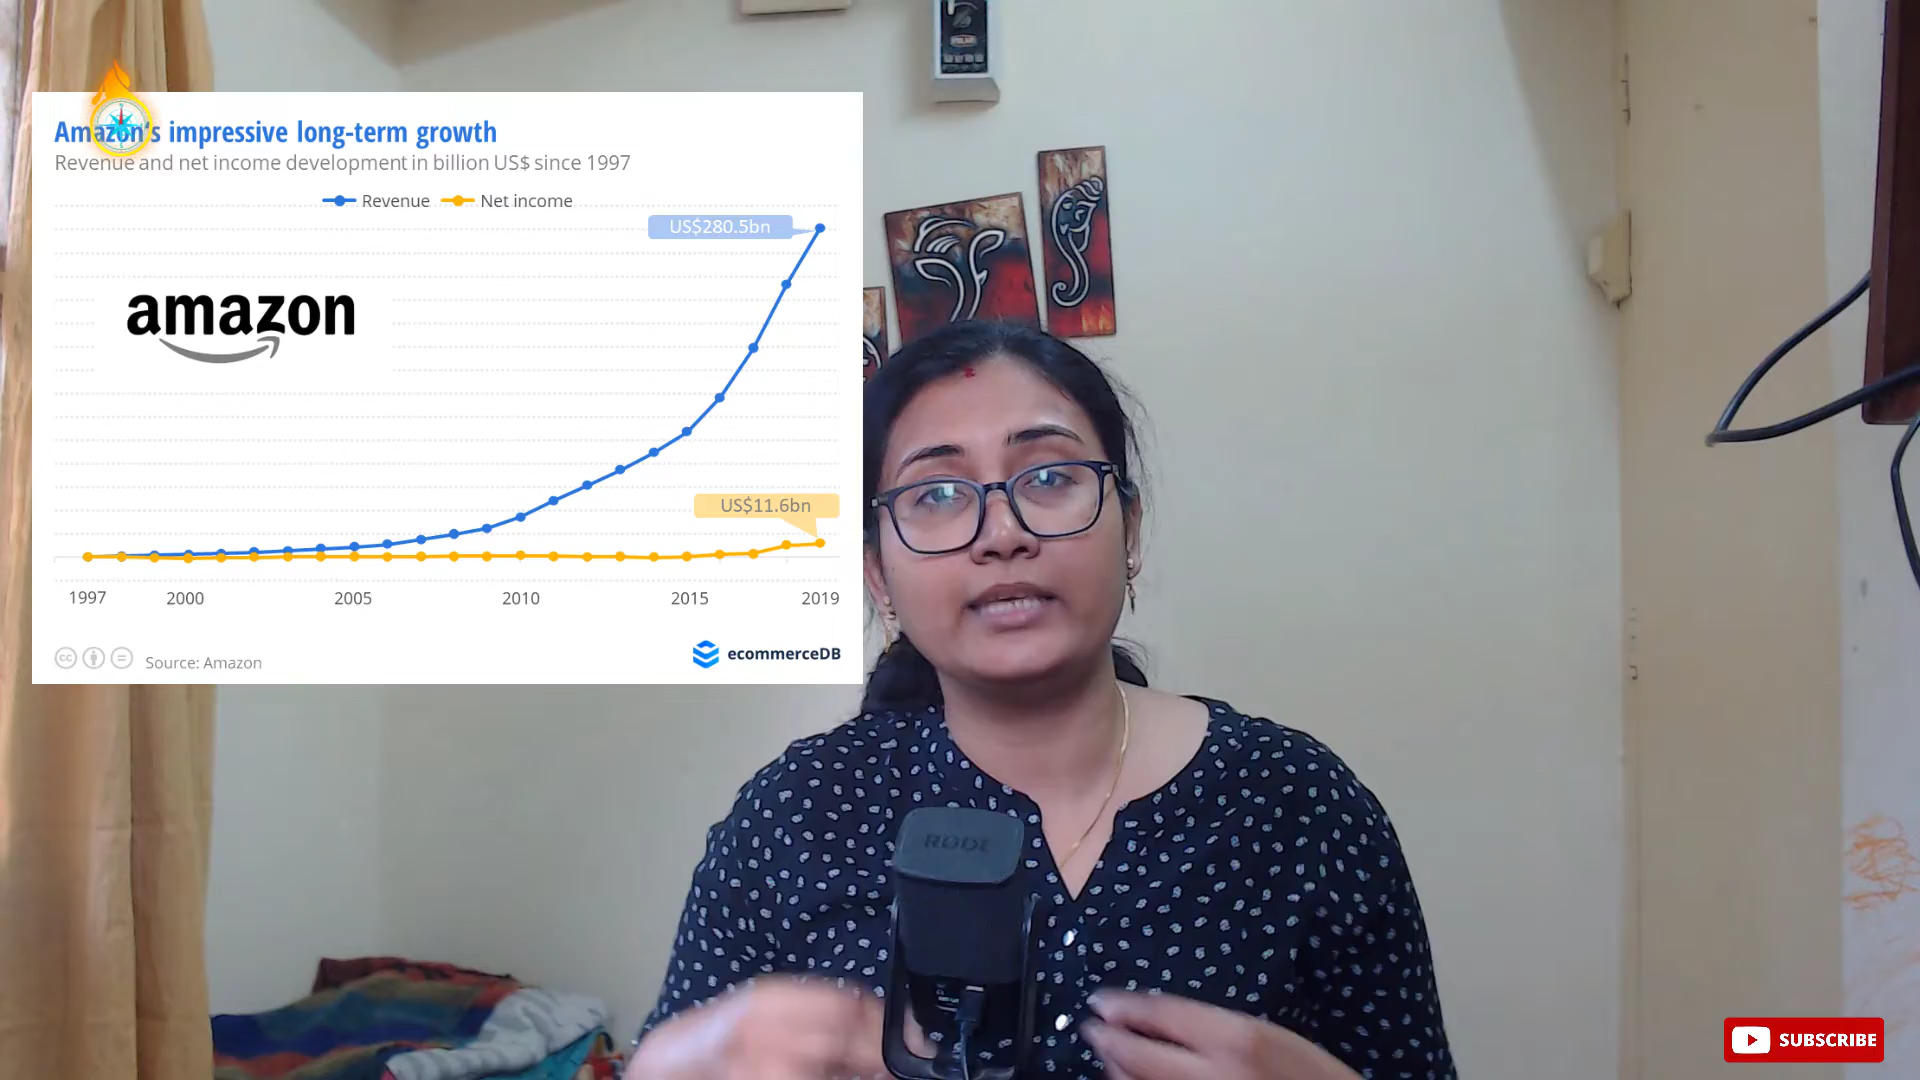 Amazon's impressive long-term growth
Revenue and net income development in billion US$ since 1997
Revenue Net income
US$280.5bn
amazon
US$11.6bn
1997 2000 2005 2010 2015 2019
cc
Source: Amazon
ecommerceDB
RODE
SUBSCRIBE